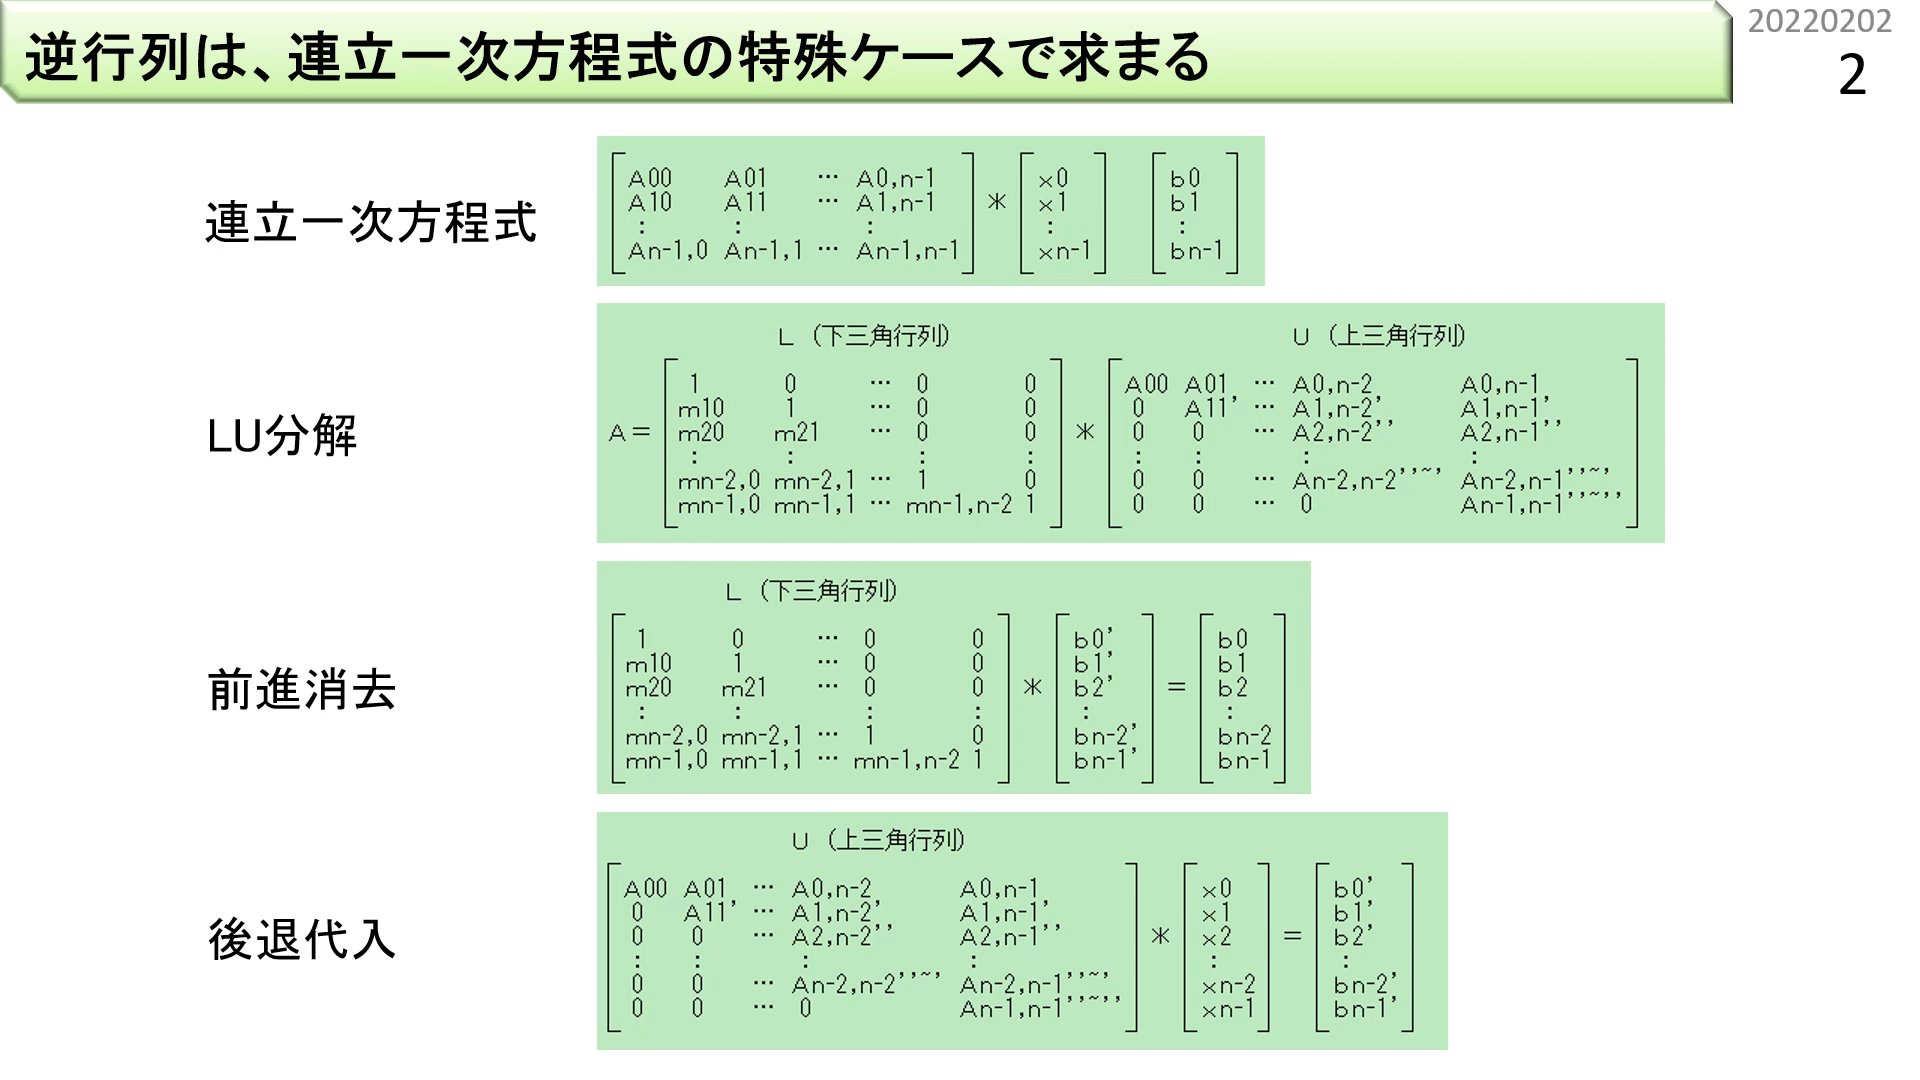 逆行列は、連立一次方程式の特殊ケースで求まる
20220202
2
連立一次方程式
A00 A01 … A0,n-1 x0 b0
A10 A11 … A1,n-1 * x1 b1
: : : : :
An-1,0 An-1,1 … An-1,n-1 xn-1 bn-1
LU分解
L (下三角行列) U (上三角行列)
1 0 … 0 0 A00 A01 … A0,n-2 A0,n-1
m10 1 … 0 0 0 A11' … A1,n-2' A1,n-1'
A= m20 m21 … 0 0 * 0 0 … A2,n-2'' A2,n-1''
: : : : : : : :
mn-2,0 mn-2,1 … 1 0 0 0 … An-2,n-2''~' An-2,n-1''~'
mn-1,0 mn-1,1 … mn-1,n-2 1 0 0 … 0 An-1,n-1''~''
前進消去
L (下三角行列)
1 0 … 0 0 b0' b0
m10 1 … 0 0 b1' b1
m20 m21 … 0 0 * b2' = b2
: : : : : :
mn-2,0 mn-2,1 … 1 0 bn-2' bn-2
mn-1,0 mn-1,1 … mn-1,n-2 1 bn-1' bn-1
後退代入
U (上三角行列)
A00 A01 … A0,n-2 A0,n-1 x0 b0'
0 A11' … A1,n-2' A1,n-1' x1 b1'
0 0 … A2,n-2'' A2,n-1'' * x2 = b2'
: : : : : :
0 0 … An-2,n-2''~' An-2,n-1''~' xn-2 bn-2'
0 0 … 0 An-1,n-1''~'' xn-1 bn-1'